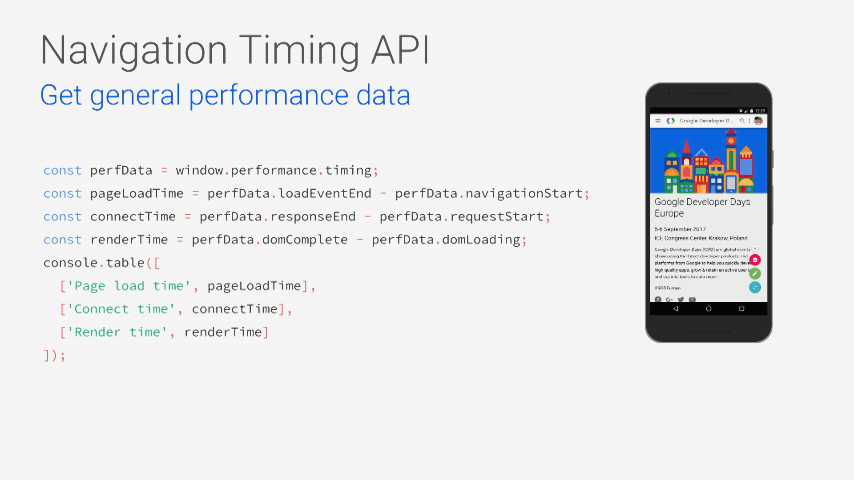 Navigation Timing API
Get general performance data
const perfData = window.performance.timing;
const pageLoadTime = perfData.loadEventEnd - perfData.navigationStart;
const connectTime = perfData.responseEnd - perfData.requestStart;
const renderTime = perfData.domComplete - perfData.domLoading;
console.table([
['Page load time', pageLoadTime],
['Connect time', connectTime],
['Render time', renderTime]
]);
Google Developer D...
Google Developer Days
Europe
5-6 September 2017
ICE Congress Center, Krakow, Poland
Google Developer Days (GDD) are global events
showcasing the latest developer products and
platforms from Google to help you quickly
high quality apps, grow & retain an active
and tap into tools to earn more
#GDDEurope